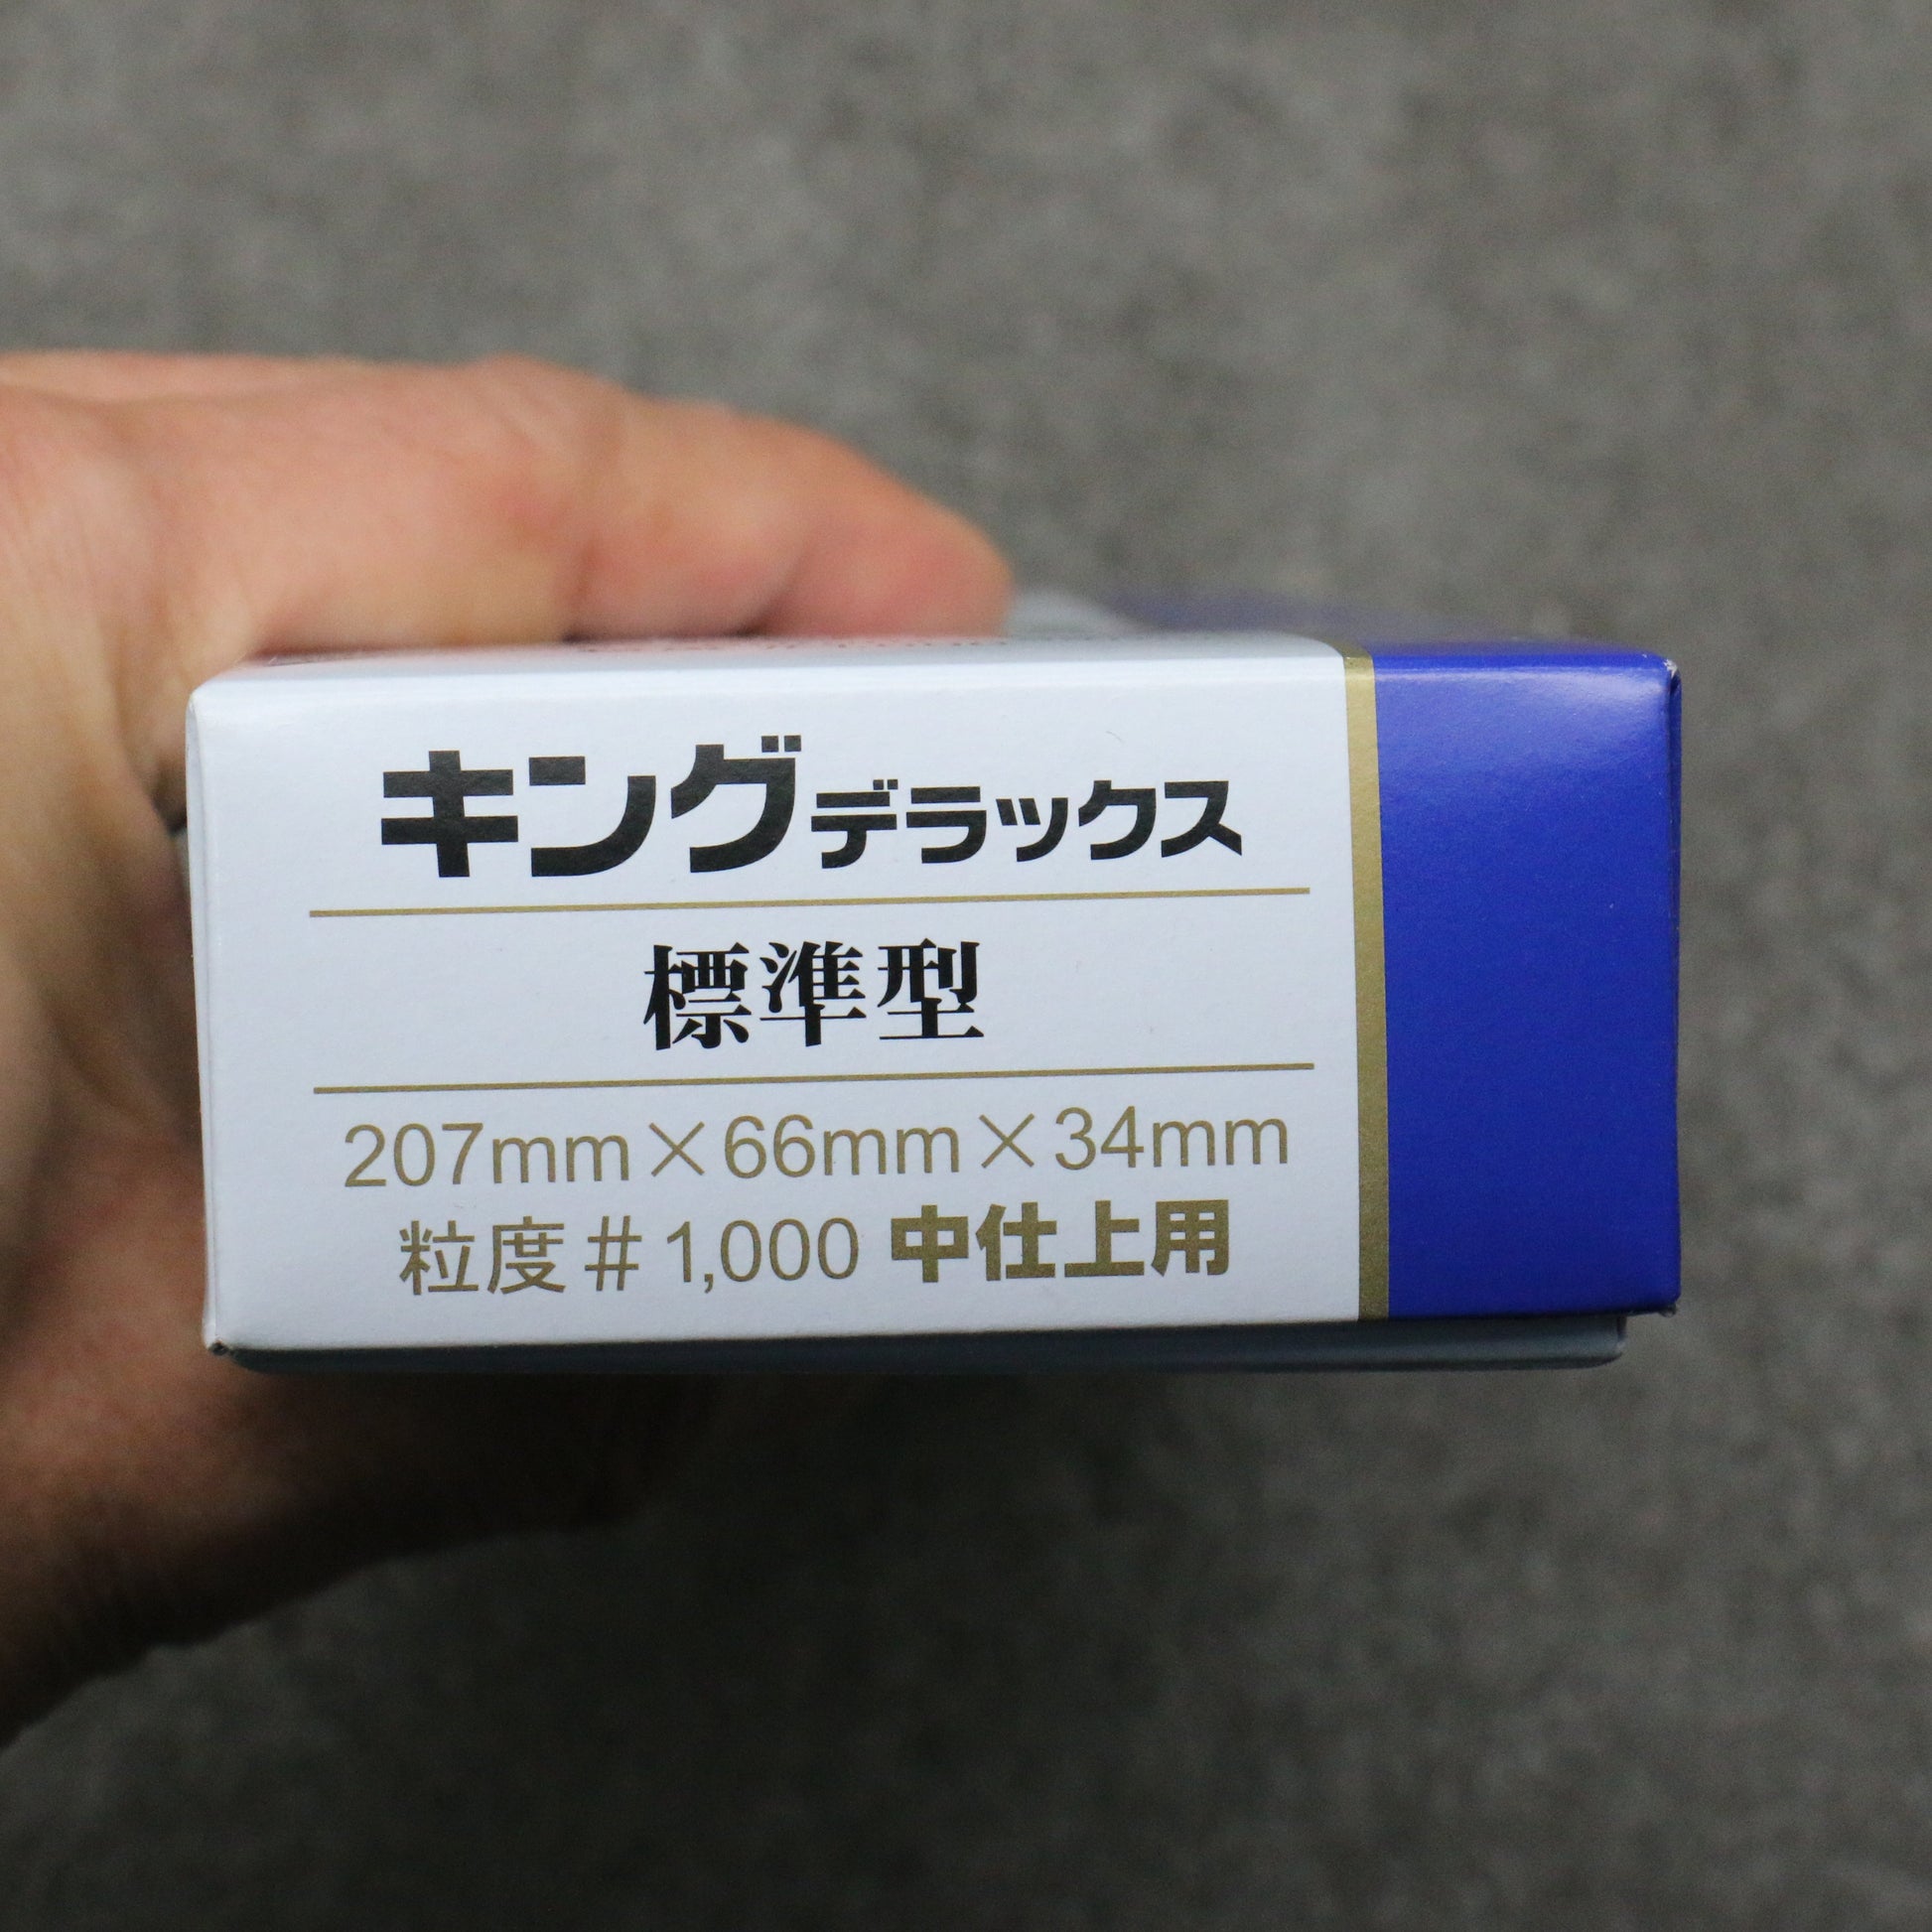 キングデラックス
標準型
207mm×66mm×34mm
粒度#1,000 中仕上用